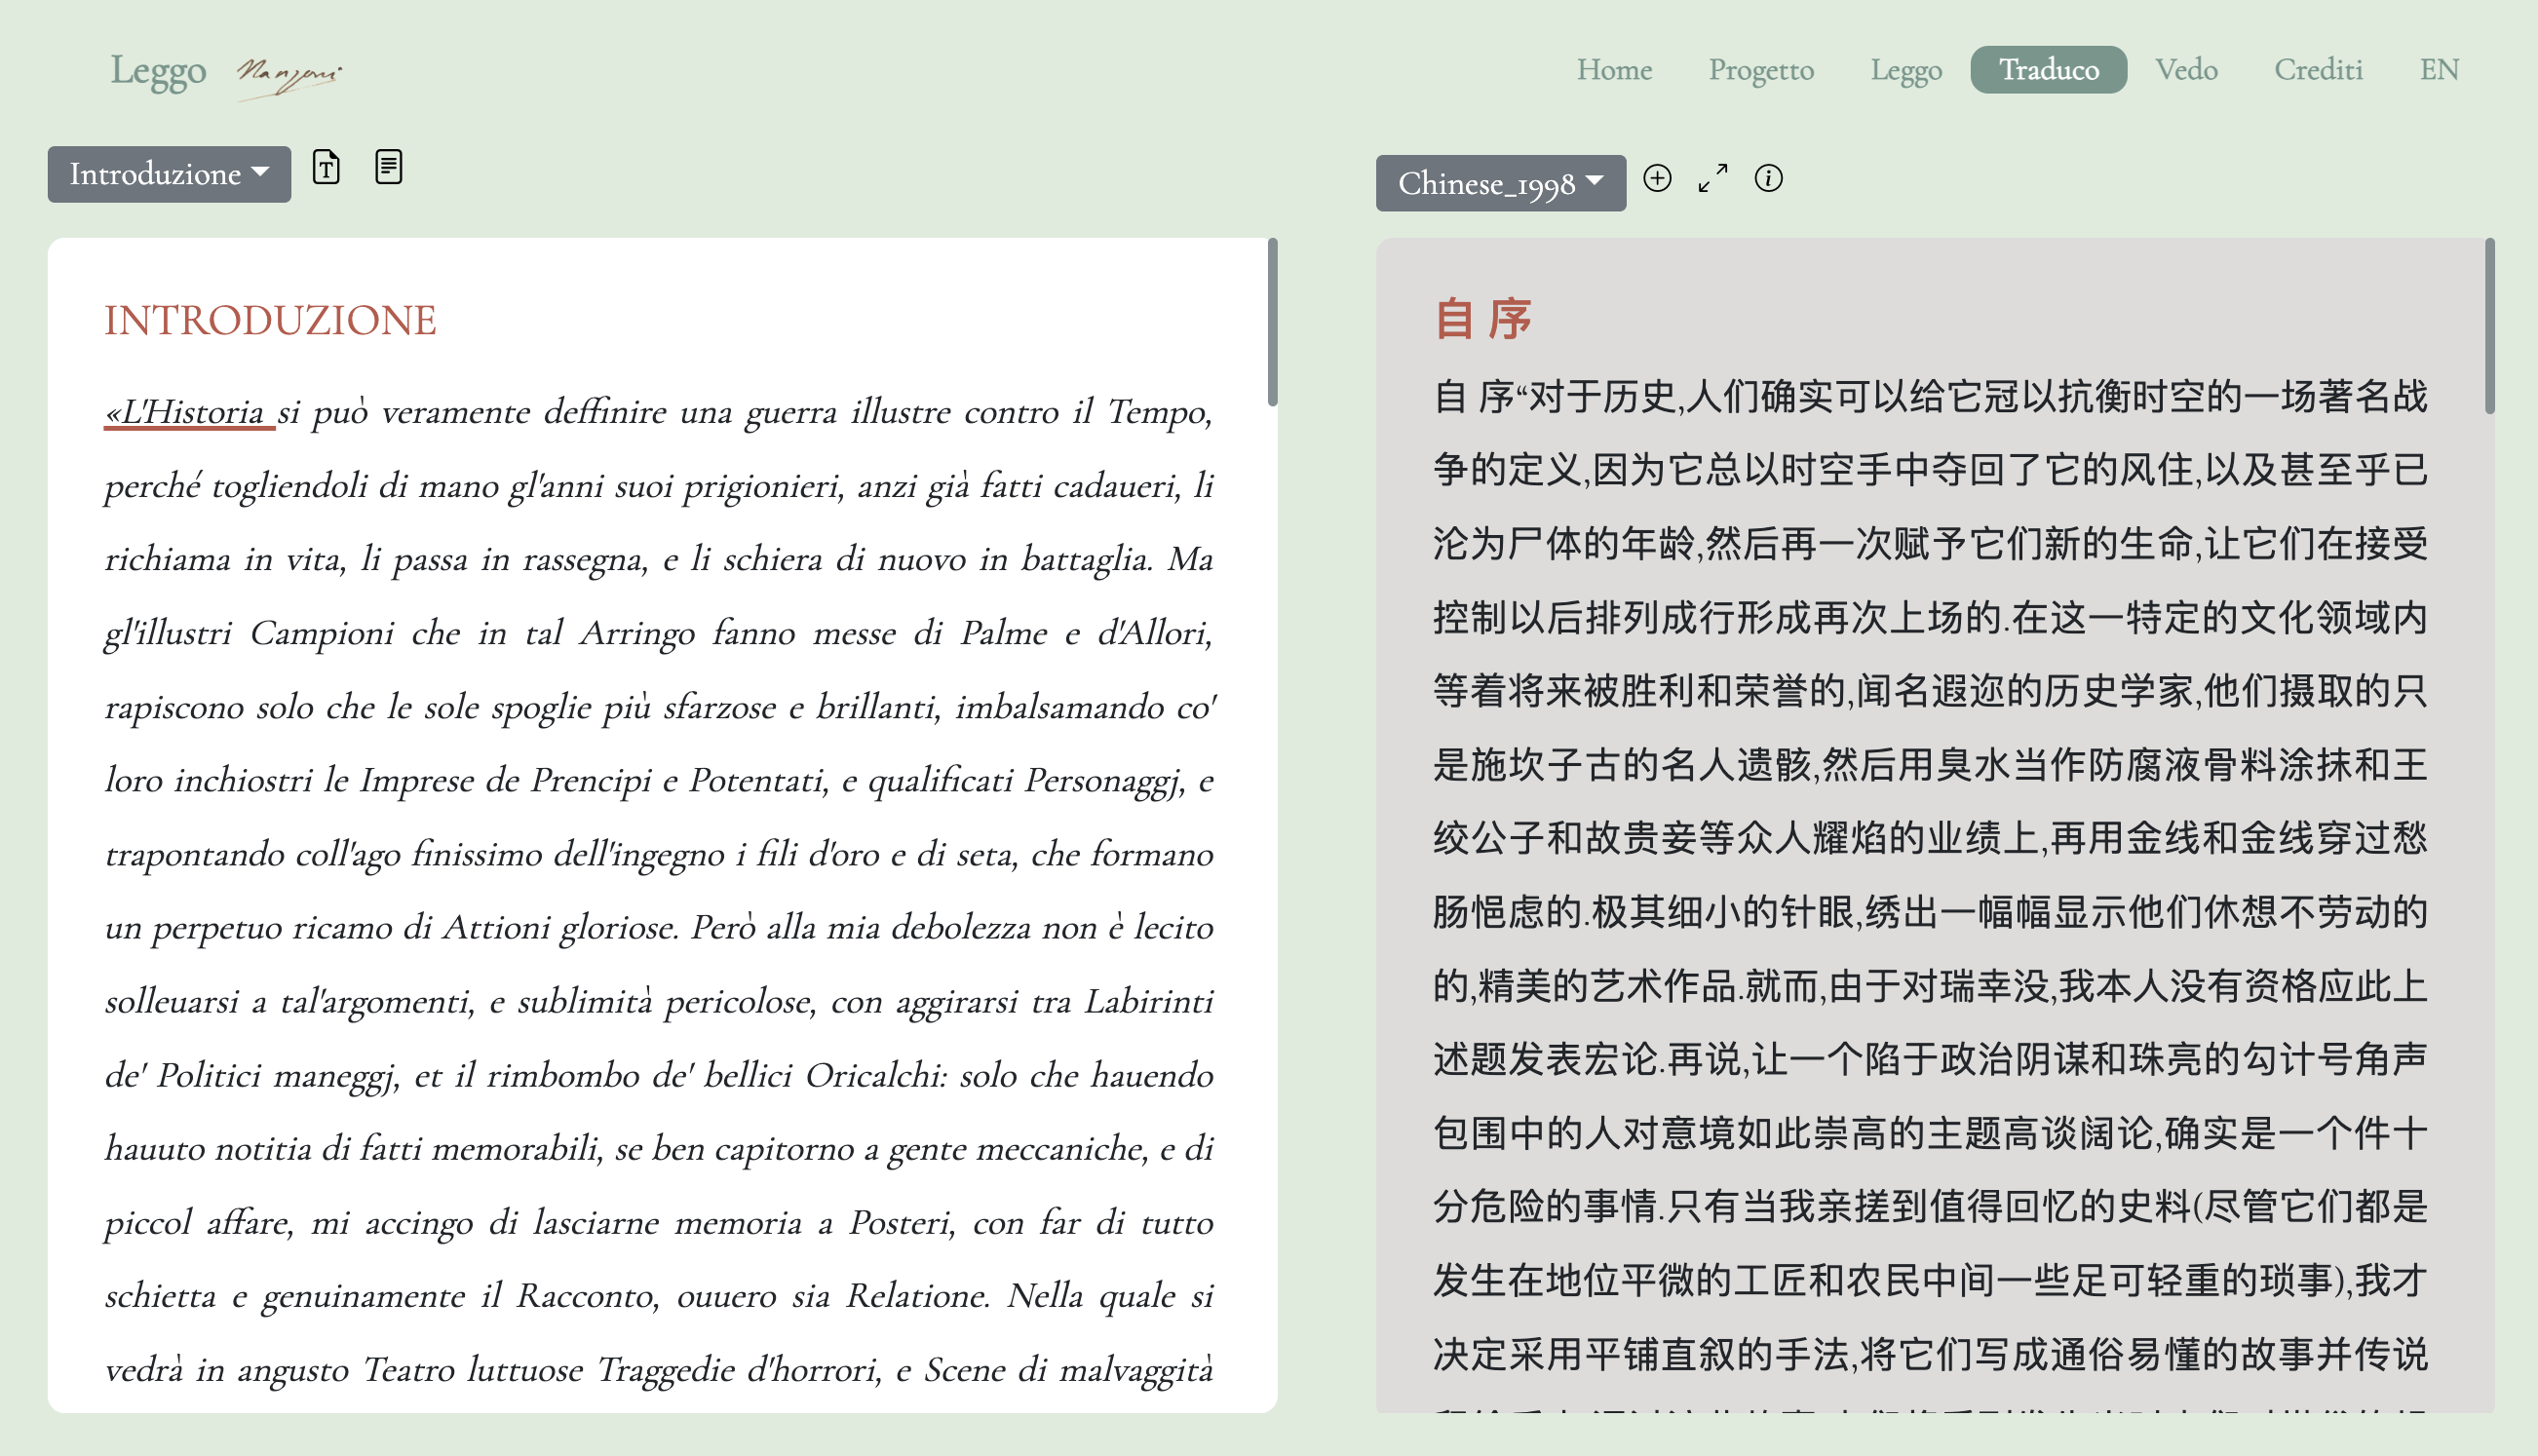 Leggo Manzoni
Home Progetto Leggo Traduco Vedo Crediti EN
Introduzione
Chinese_1998
INTRODUZIONE
«L'Historia si può veramente deffinire una guerra illustre contro il Tempo,
perché togliendoli di mano gl'anni suoi prigionieri, anzi già fatti cadaueri, li
richiama in vita, li passa in rassegna, e li schiera di nuovo in battaglia. Ma
gl'illustri Campioni che in tal Arringo fanno messe di Palme e d'Allori,
rapiscono solo che le sole spoglie più sfarzose e brillanti, imbalsamando co'
loro inchiostri le Imprese de Prencipi e Potentati, e qualificati Personaggj, e
trapontando coll'ago finissimo dell'ingegno i fili d'oro e di seta, che formano
un perpetuo ricamo di Attioni gloriose. Però alla mia debolezza non è lecito
solleuarsi a tal'argomenti, e sublimità pericolose, con aggirarsi tra Labirinti
de' Politici maneggj, et il rimbombo de' bellici Oricalchi: solo che hauendo
hauuto notitia di fatti memorabili, se ben capitorno a gente meccaniche, e di
piccol affare, mi accingo di lasciarne memoria a Posteri, con far di tutto
schietta e genuinamente il Racconto, ouuero sia Relatione. Nella quale si
vedrà in angusto Teatro luttuose Traggedie d'horrori, e Scene di malvaggità
自 序
自 序“对于历史,人们确实可以给它冠以抗衡时空的一场著名战
争的定义,因为它总以时空手中夺回了它的风住,以及甚至乎已
沦为尸体的年龄,然后再一次赋予它们新的生命,让它们在接受
控制以后排列成行形成再次上场的.在这一特定的文化领域内
等着将来被胜利和荣誉的,闻名遐迩的历史学家,他们摄取的只
是施坎子古的名人遗骸,然后用臭水当作防腐液骨料涂抹和王
绞公子和故贵妾等众人耀焰的业绩上,再用金线和金线穿过愁
肠悒虑的.极其细小的针眼,绣出一幅幅显示他们休想不劳动的
的,精美的艺术作品.就而,由于对瑞幸没,我本人没有资格应此上
述题发表宏论.再说,让一个陷于政治阴谋和珠亮的勾计号角声
包围中的人对意境如此崇高的主题高谈阔论,确实是一个件十
分危险的事情.只有当我亲搓到值得回忆的史料(尽管它们都是
发生在地位平微的工匠和农民中间一些足可轻重的琐事),我才
决定采用平铺直叙的手法,将它们写成通俗易懂的故事并传说